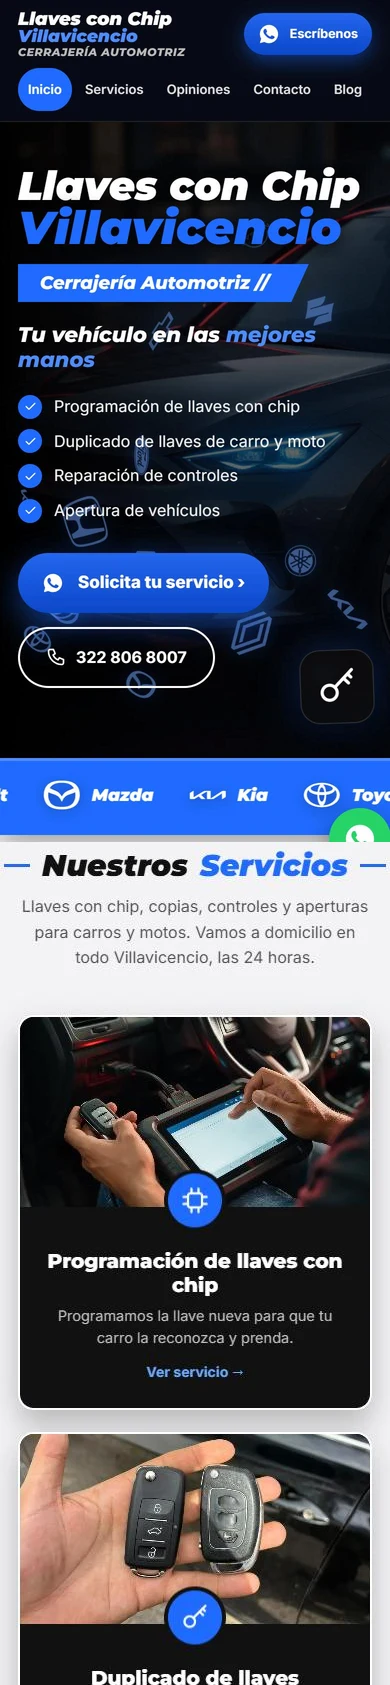 Llaves con Chip
Villavicencio
CERRAJERÍA AUTOMOTRIZ
Escríbenos
Inicio Servicios Opiniones Contacto Blog
Llaves con Chip
Villavicencio
Cerrajería Automotriz //
Tu vehículo en las mejores
manos
Programación de llaves con chip
Duplicado de llaves de carro y moto
Reparación de controles
Apertura de vehículos
Solicita tu servicio ›
322 806 8007
Mazda Kia
Nuestros Servicios
Llaves con chip, copias, controles y aperturas
para carros y motos. Vamos a domicilio en
todo Villavicencio, las 24 horas.
Programación de llaves con
chip
Programamos la llave nueva para que tu
carro la reconozca y prenda.
Ver servicio →
Duplicado de llaves